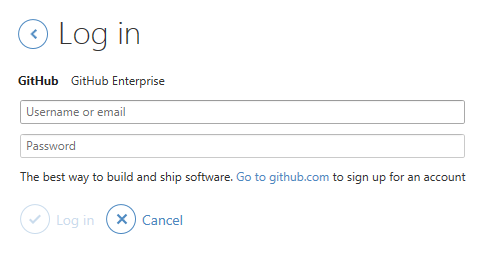 Log in
GitHub GitHub Enterprise
Username or email
Password
The best way to build and ship software. Go to github.com to sign up for an account
Log in Cancel